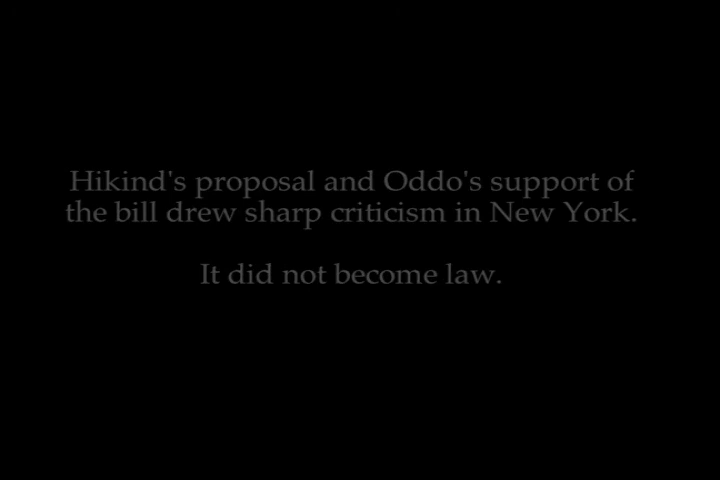 Hikind's proposal and Oddo's support of
the bill drew sharp criticism in New York.
It did not become law.